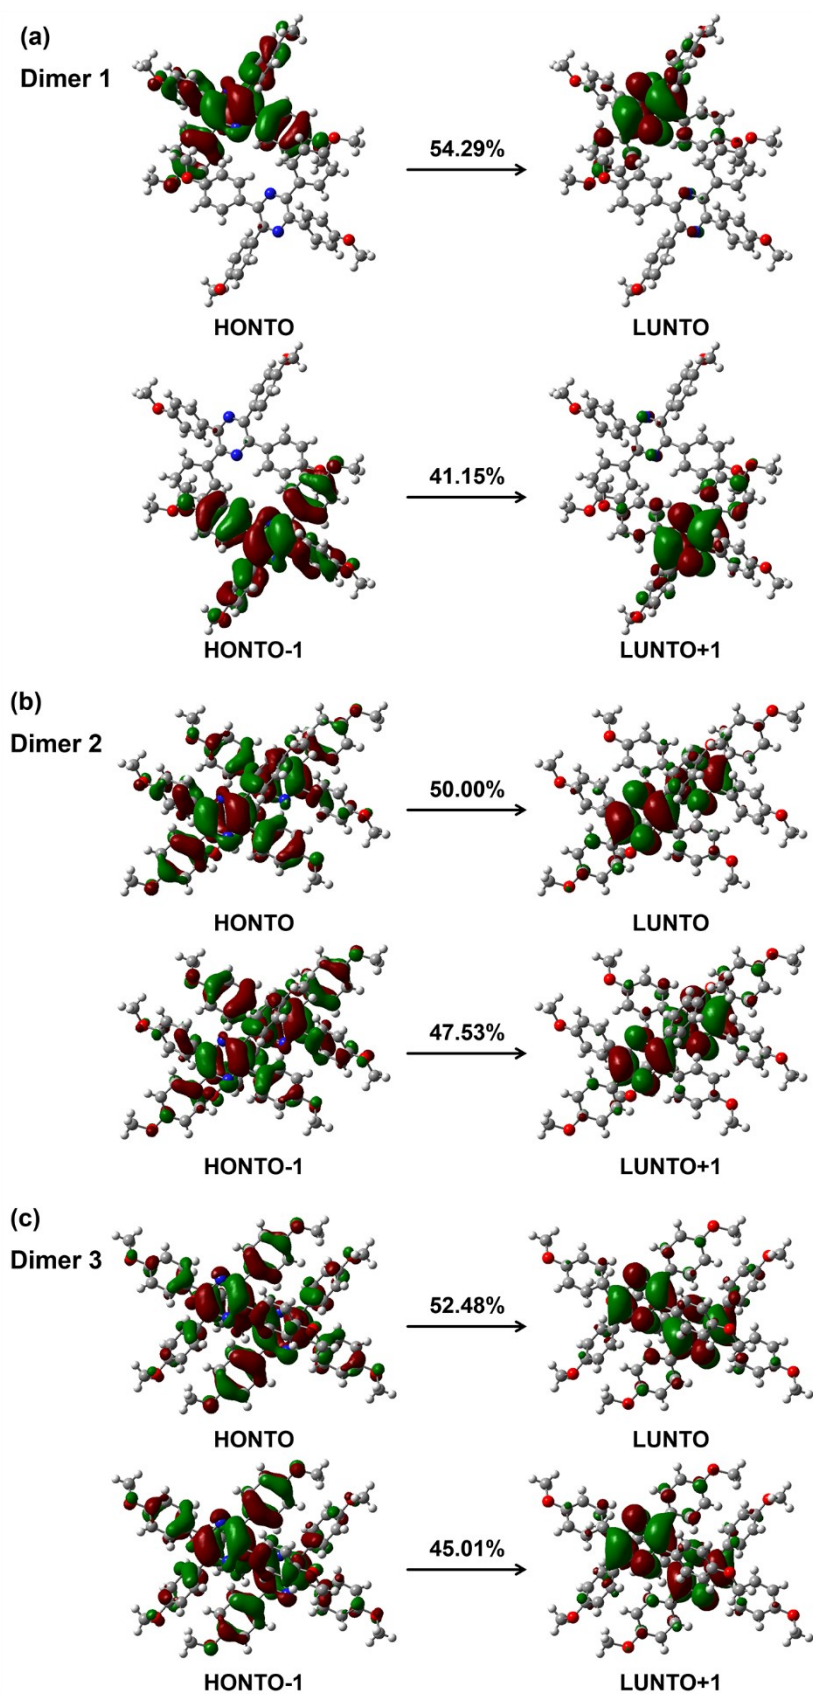 (a)
Dimer 1
54.29%
HONTO
LUNTO
41.15%
HONTO-1
LUNTO+1
(b)
Dimer 2
50.00%
HONTO
LUNTO
47.53%
HONTO-1
LUNTO+1
(c)
Dimer 3
52.48%
HONTO
LUNTO
45.01%
HONTO-1
LUNTO+1